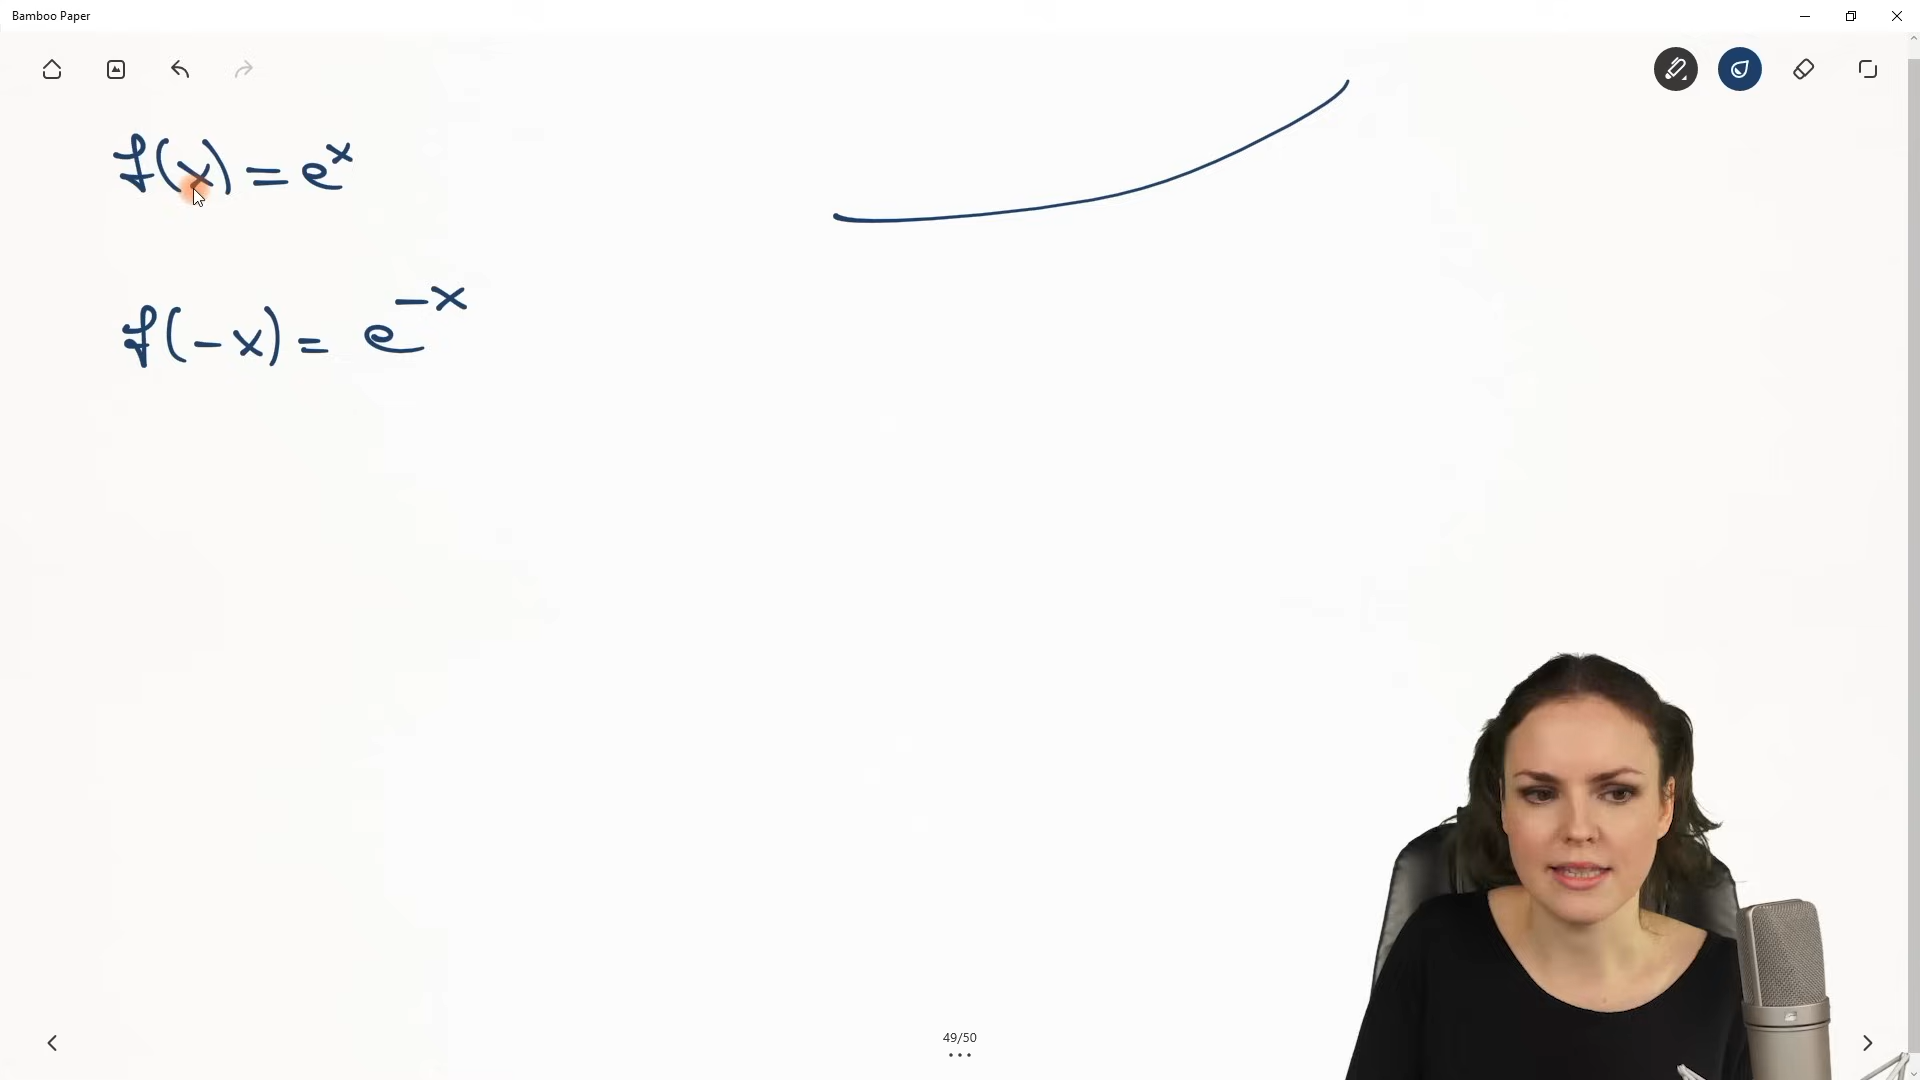 Bamboo Paper
f(x) = e^x
f(-x) = e^-x
49/50